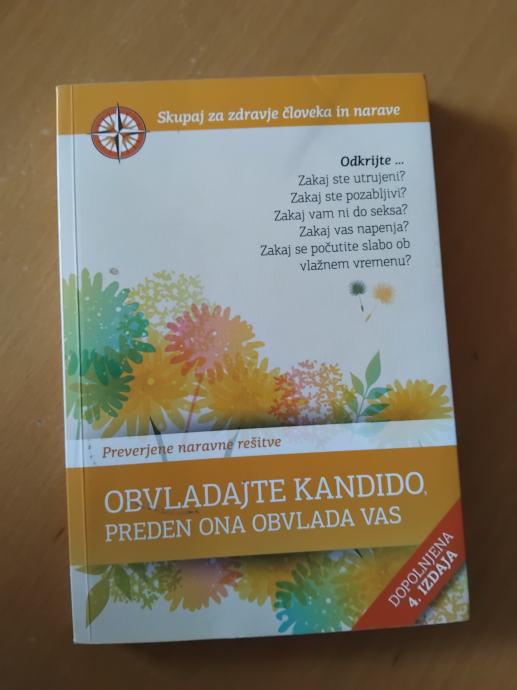 Skupaj za zdravje človeka in narave
Odkrijte ...
Zakaj ste utrujeni?
Zakaj ste pozabljivi?
Zakaj vam ni do seksa?
Zakaj vas napenja?
Zakaj se počutite slabo ob
vlažnem vremenu?
Preverjene naravne rešitve
OBVLADAJTE KANDIDO,
PREDEN ONA OBVLADA VAS
DOPOLNJENA
4. IZDAJA